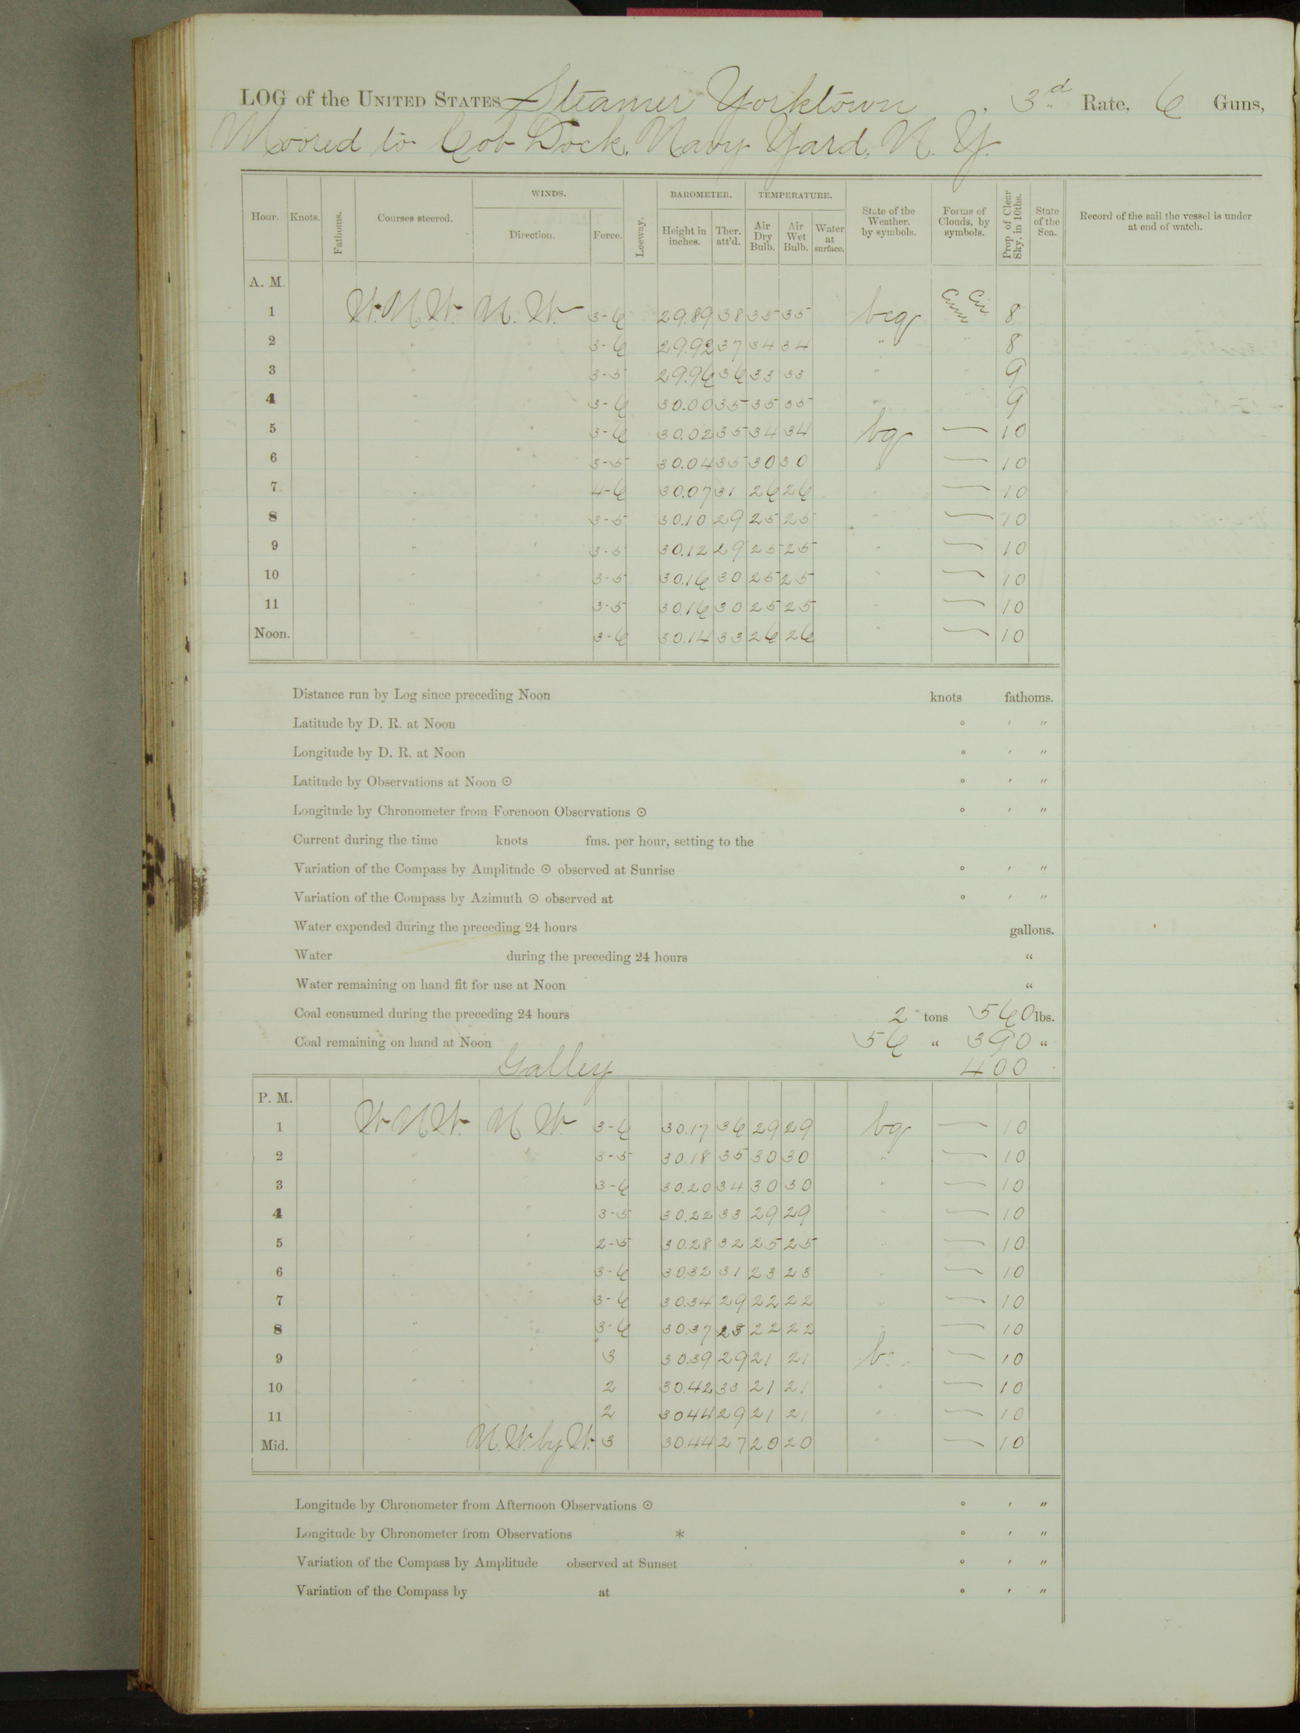 LOG of the UNITED STATES Steamer Yorktown, 3rd Rate, 6 Guns,
Moored to Cob Dock, Navy Yard, N. Y.
Hour. Knots. Fathoms. Courses steered. WINDS. Direction. Force. Leeway. BAROMETER. Height in inches. Ther. att'd. TEMPERATURE. Air Dry Bulb. Air Wet Bulb. Water at surface. State of the Weather. by symbols. Forms of Clouds, by symbols. Prop of Clear Sky, in 10ths. State of the Sea. Record of the sail the vessel is under at end of watch.
A. M.
1 W.N.W. N.W. 3-6 29.89 38 35 35 bcq Cum Cir 8
2 " " 3-6 29.92 37 34 34 " " 8
3 " " 3-5 29.96 36 33 33 " " 9
4 " " 3-6 30.00 35 35 35 " " 9
5 " " 3-6 30.02 35 34 34 bq — 10
6 " " 3-5 30.04 35 30 30 " — 10
7 " " 4-6 30.07 31 26 26 " — 10
8 " " 3-5 30.10 29 25 25 " — 10
9 " " 3-5 30.12 29 25 25 " — 10
10 " " 3-5 30.16 30 25 25 " — 10
11 " " 3-5 30.16 30 25 25 " — 10
Noon. " " 3-6 30.14 33 26 26 " — 10
Distance run by Log since preceding Noon knots fathoms.
Latitude by D. R. at Noon ° ′ ″
Longitude by D. R. at Noon ° ′ ″
Latitude by Observations at Noon ⊙ ° ′ ″
Longitude by Chronometer from Forenoon Observations ⊙ ° ′ ″
Current during the time knots fms. per hour, setting to the
Variation of the Compass by Amplitude ⊙ observed at Sunrise ° ′ ″
Variation of the Compass by Azimuth ⊙ observed at ° ′ ″
Water expended during the preceding 24 hours gallons.
Water during the preceding 24 hours "
Water remaining on hand fit for use at Noon "
Coal consumed during the preceding 24 hours 2 tons 560 lbs.
Coal remaining on hand at Noon 56 " 390 "
Galley 400
P. M.
1 W.N.W. N.W. 3-6 30.17 36 29 29 bq — 10
2 " " 3-5 30.18 35 30 30 " — 10
3 " " 3-6 30.20 34 30 30 " — 10
4 " " 3-5 30.22 33 29 29 " — 10
5 " " 2-5 30.28 32 25 25 " — 10
6 " " 3-6 30.32 31 23 23 " — 10
7 " " 3-6 30.34 29 22 22 " — 10
8 " " 3-6 30.37 28 22 22 " — 10
9 " " 3 30.39 29 21 21 b. — 10
10 " " 2 30.42 33 21 21 " — 10
11 " " 2 30.44 29 21 21 " — 10
Mid. " N.W. by W. 3 30.44 27 20 20 " — 10
Longitude by Chronometer from Afternoon Observations ⊙ ° ′ ″
Longitude by Chronometer from Observations * ° ′ ″
Variation of the Compass by Amplitude observed at Sunset ° ′ ″
Variation of the Compass by at ° ′ ″